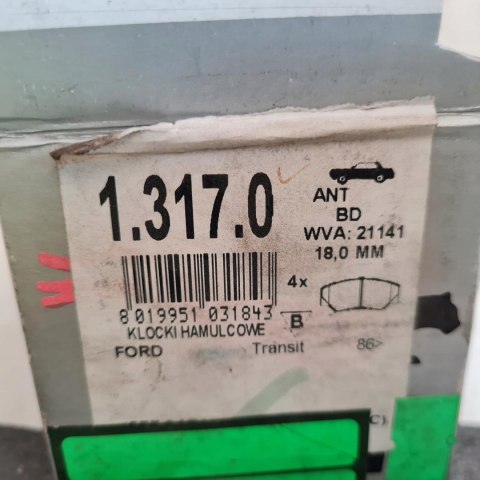 1.317.0
ANT
BD
WVA: 21141
18,0 MM
4x
8 019951 031843
KLOCKI HAMULCOWE
B
FORD Transit 86>